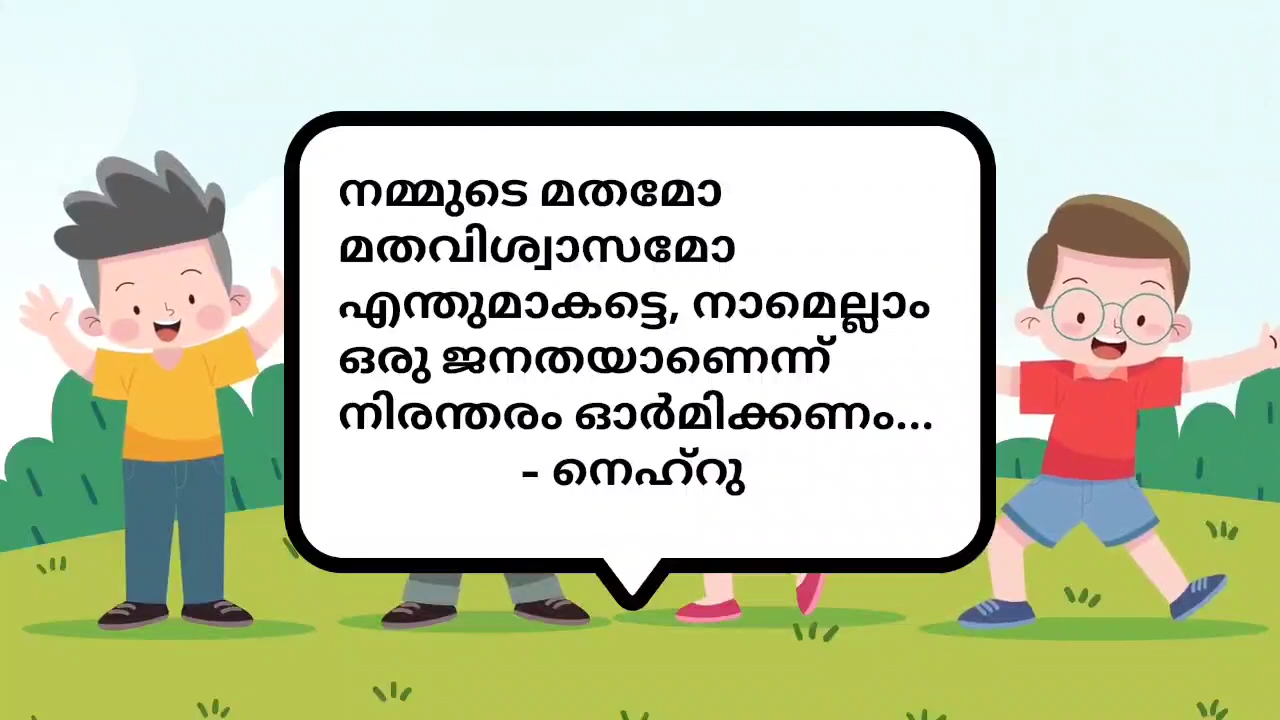 നമ്മുടെ മതമോ
മതവിശ്വാസമോ
എന്തുമാകട്ടെ, നാമെല്ലാം
ഒരു ജനതയാണെന്ന്
നിരന്തരം ഓർമിക്കണം...
- നെഹ്റു